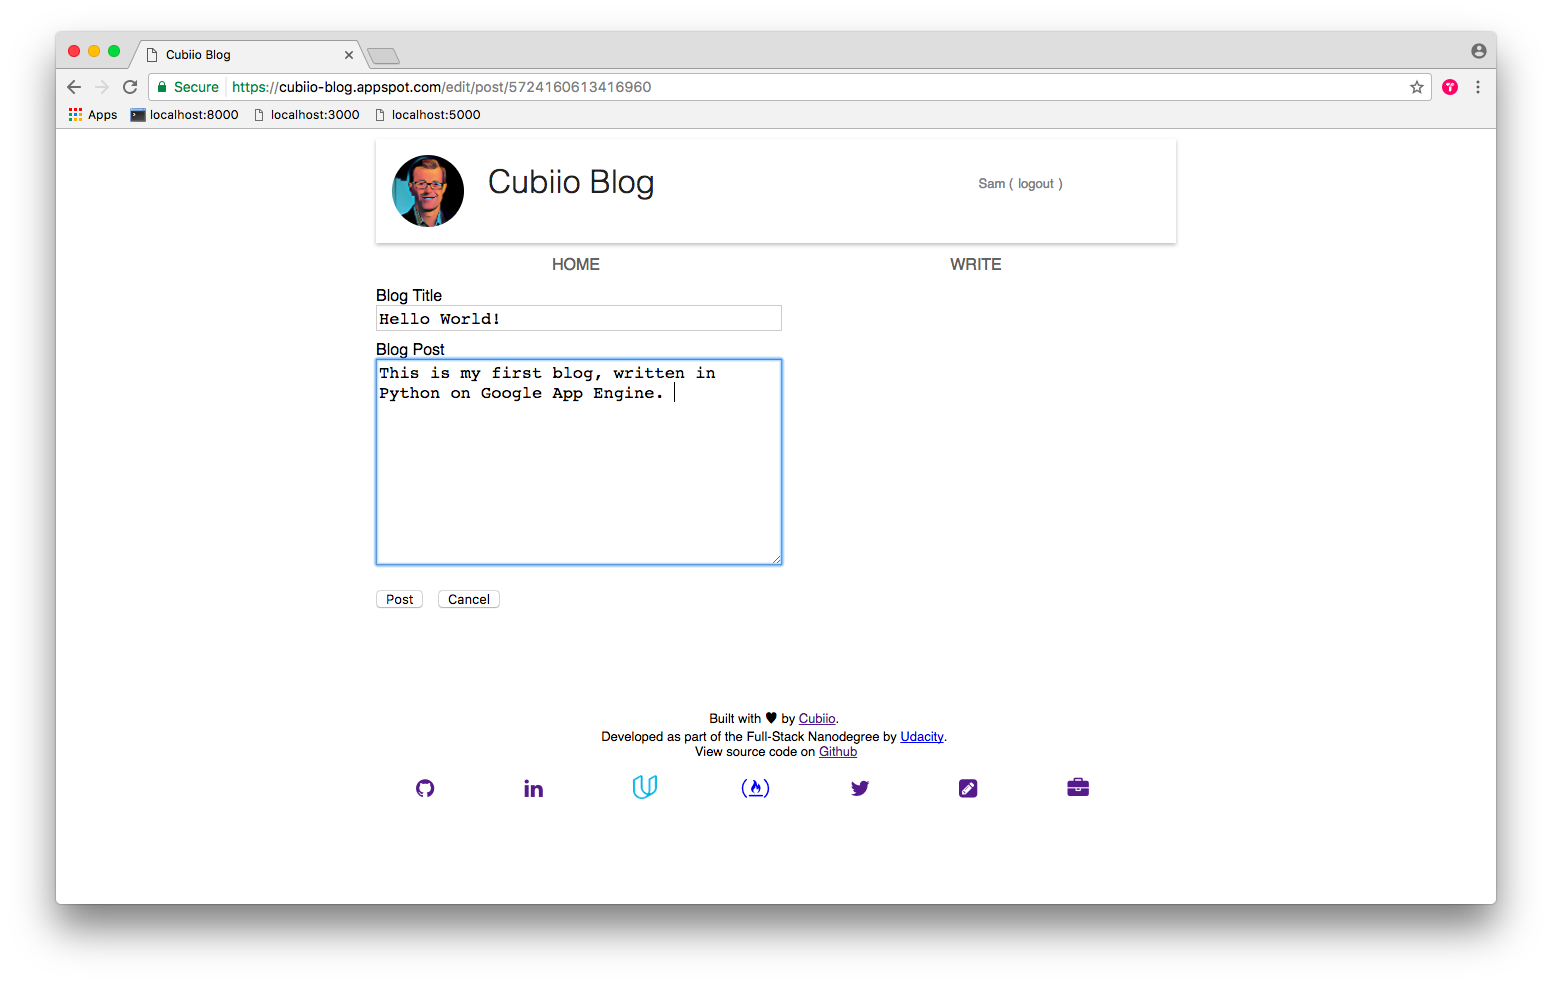 Cubiio Blog
Secure https://cubiio-blog.appspot.com/edit/post/5724160613416960
Apps localhost:8000 localhost:3000 localhost:5000
Cubiio Blog
Sam ( logout )
HOME WRITE
Blog Title
Hello World!
Blog Post
This is my first blog, written in
Python on Google App Engine.
Post Cancel
Built with ♥ by Cubiio.
Developed as part of the Full-Stack Nanodegree by Udacity.
View source code on Github